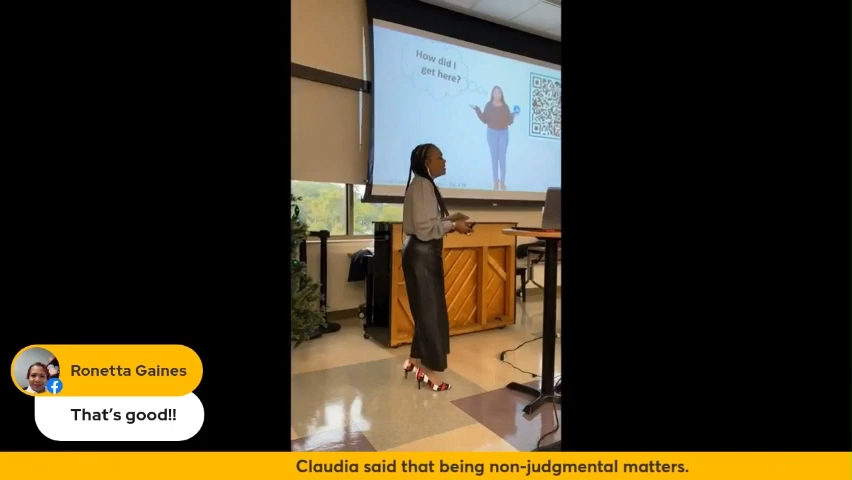 How did I
get here?
Ronetta Gaines
That's good!!
Claudia said that being non-judgmental matters.